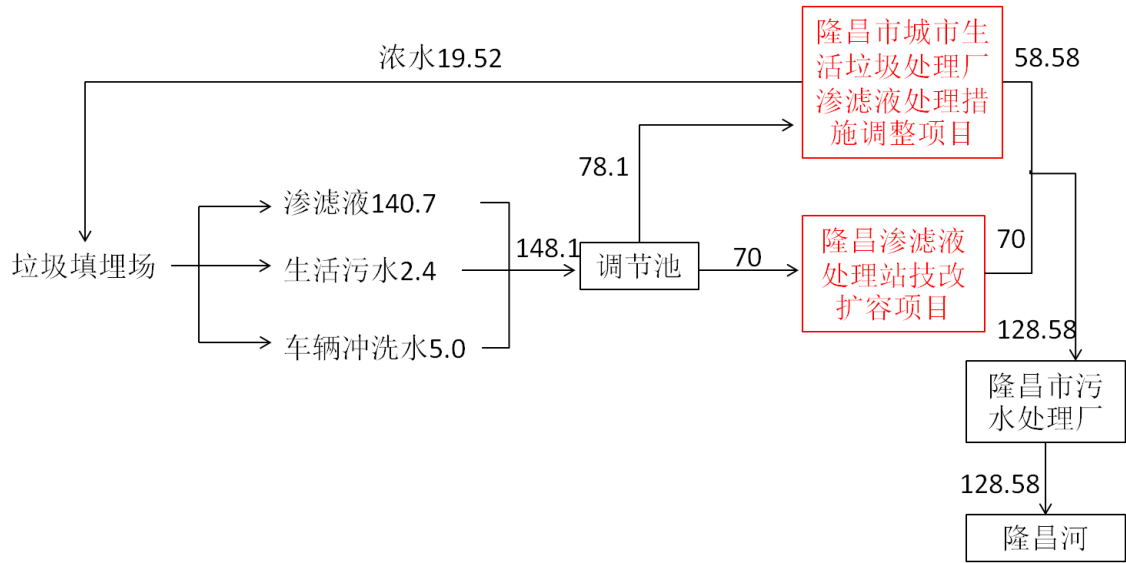 隆昌市城市生
活垃圾处理厂
渗滤液处理措
施调整项目
浓水19.52
58.58
78.1
渗滤液140.7
148.1
调节池
70
隆昌渗滤液
处理站技改
扩容项目
70
垃圾填埋场
生活污水2.4
车辆冲洗水5.0
128.58
隆昌市污
水处理厂
128.58
隆昌河